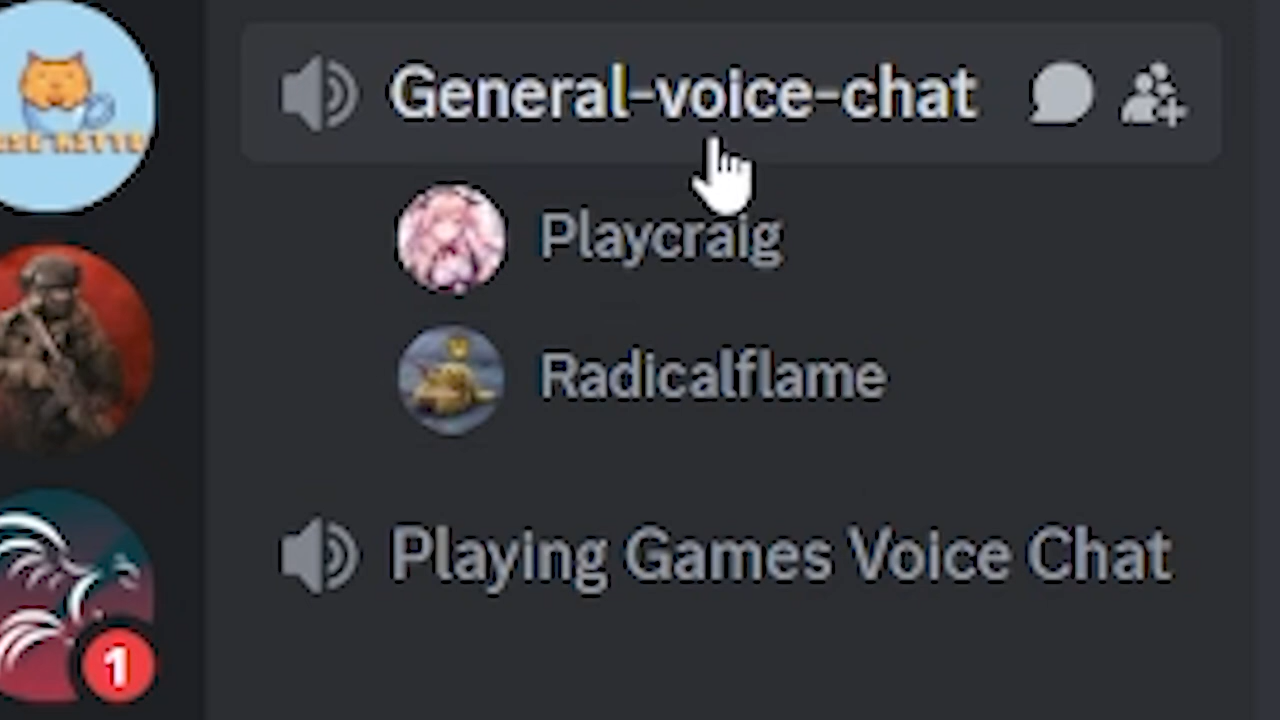 General-voice-chat
Playcraig
Radicalflame
Playing Games Voice Chat
1